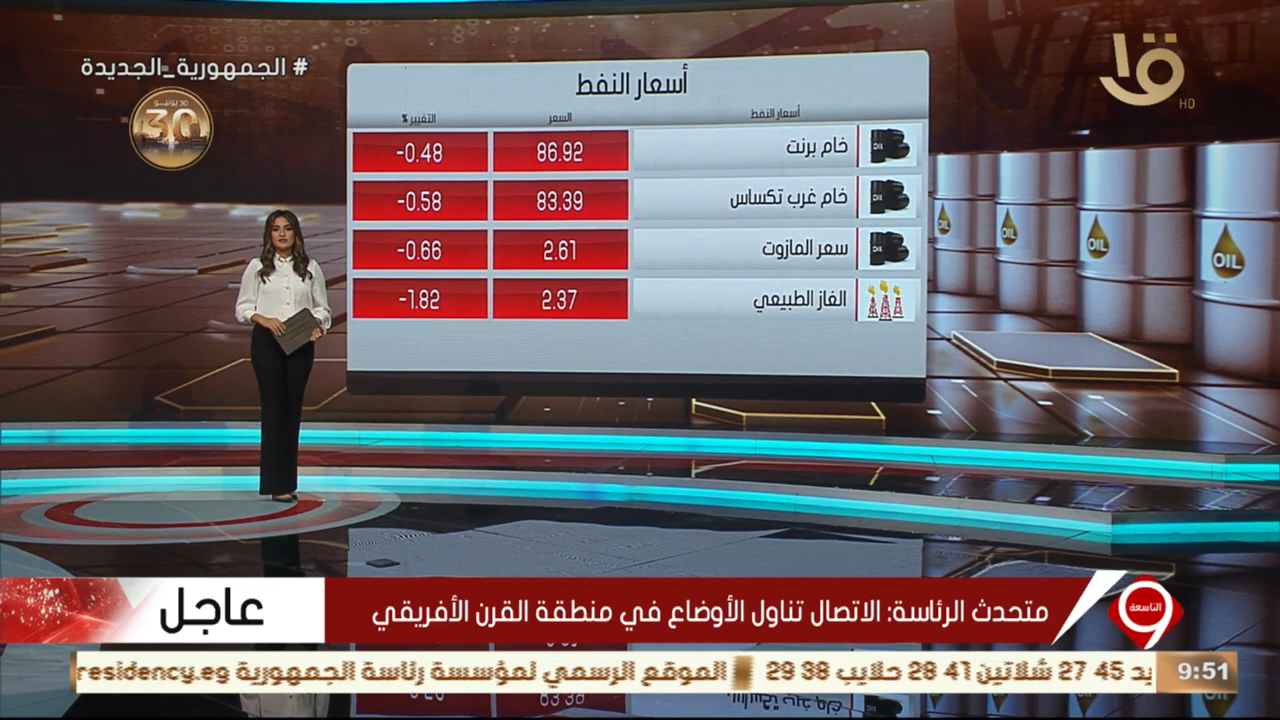 # الجمهورية_الجديدة
30 يونيو
30
HD
أسعار النفط
أسعار النفط السعر التغيير %
خام برنت 86.92 -0.48
خام غرب تكساس 83.39 -0.58
سعر المازوت 2.61 -0.66
الغاز الطبيعي 2.37 -1.82
OIL
OIL
OIL
OIL
عاجل
متحدث الرئاسة: الاتصال تناول الأوضاع في منطقة القرن الأفريقي
التاسعة
9
9:51
يد 45 27 شلاتين 41 28 حلايب 38 29 الموقع الرسمي لمؤسسة رئاسة الجمهورية residency.eg